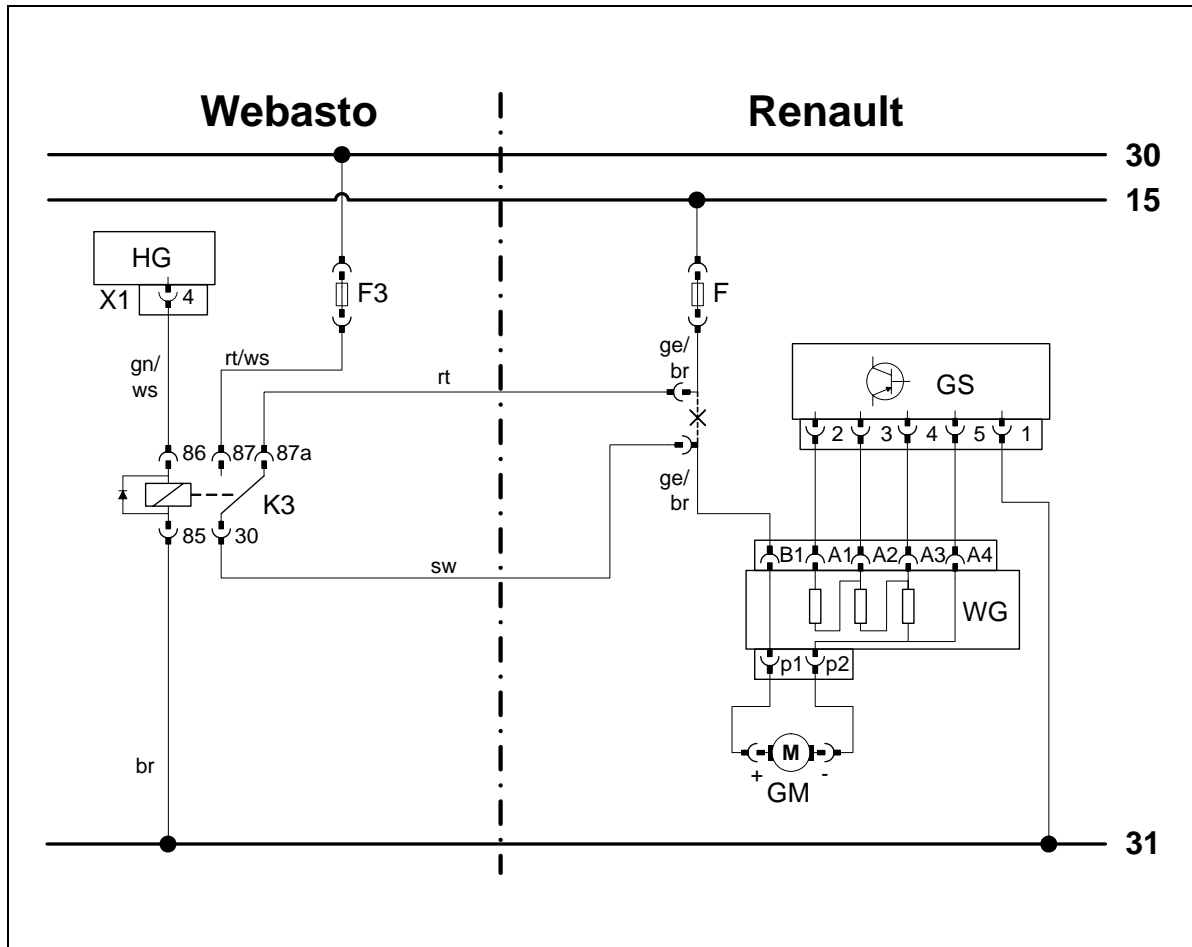 Webasto
Renault
30
15
HG
X1
4
F3
F
gn/
ws
rt/ws
rt
ge/
br
GS
2
3
4
5
1
86
87
87a
K3
85
30
ge/
br
sw
B1
A1
A2
A3
A4
WG
p1
p2
M
+
-
GM
br
31